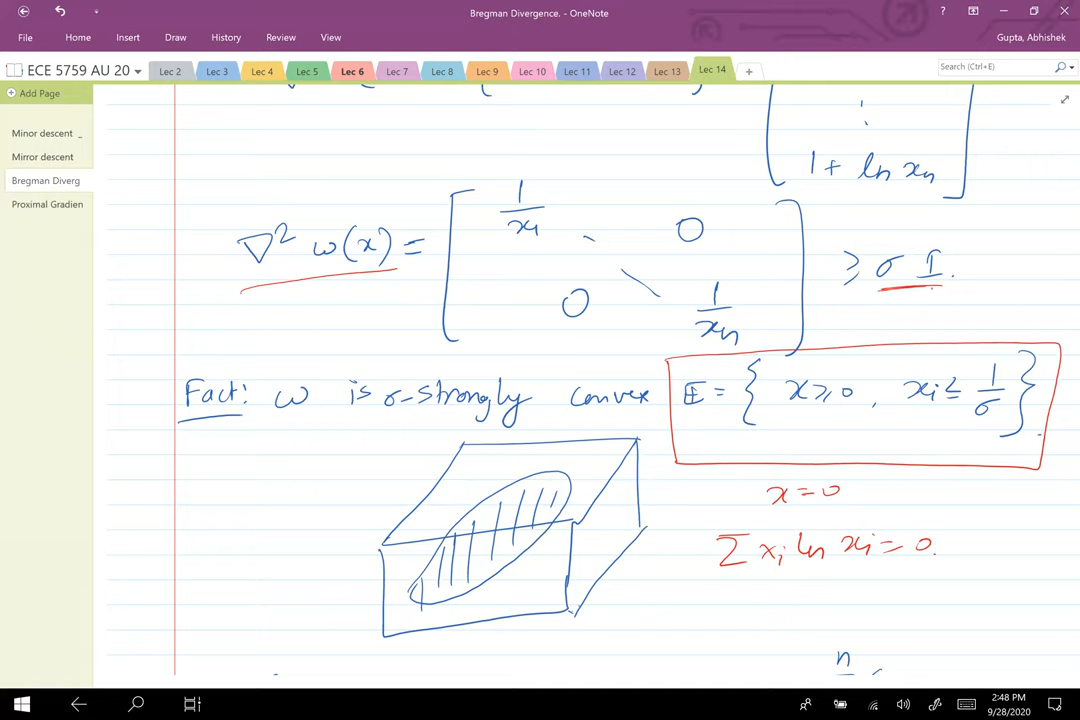 Bregman Divergence. - OneNote
?
File Home Insert Draw History Review View Gupta, Abhishek
ECE 5759 AU 20 Lec 2 Lec 3 Lec 4 Lec 5 Lec 6 Lec 7 Lec 8 Lec 9 Lec 10 Lec 11 Lec 12 Lec 13 Lec 14 + Search (Ctrl+E)
Add Page
Minor descent
Mirror descent
Bregman Diverg
Proximal Gradien
⋮
1 + ln xn
∇² ω(x) = [ 1/x1 ⋱ 0 0 ⋱ 1/xn ] ≥ σ I.
Fact: ω is σ-strongly convex E = { x ≥ 0, xi ≤ 1/σ }.
x = 0
Σ xi ln xi = 0.
n
2:48 PM
9/28/2020